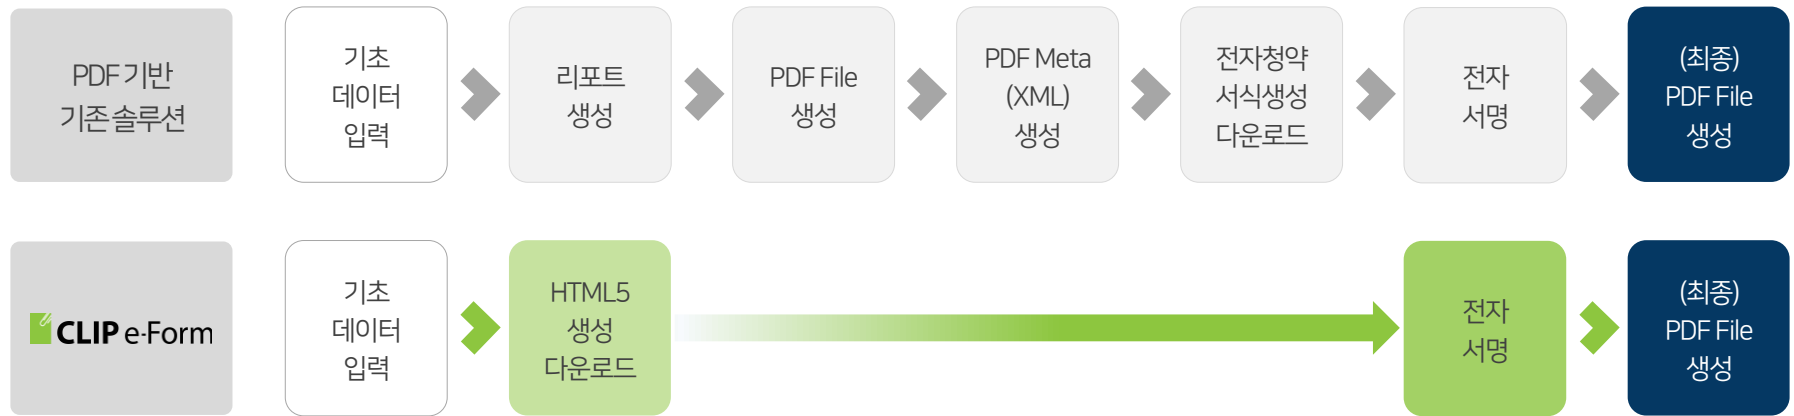 PDF 기반
기존 솔루션
기초
데이터
입력
리포트
생성
PDF File
생성
PDF Meta
(XML)
생성
전자청약
서식생성
다운로드
전자
서명
(최종)
PDF File
생성
CLIP e-Form
기초
데이터
입력
HTML5
생성
다운로드
전자
서명
(최종)
PDF File
생성